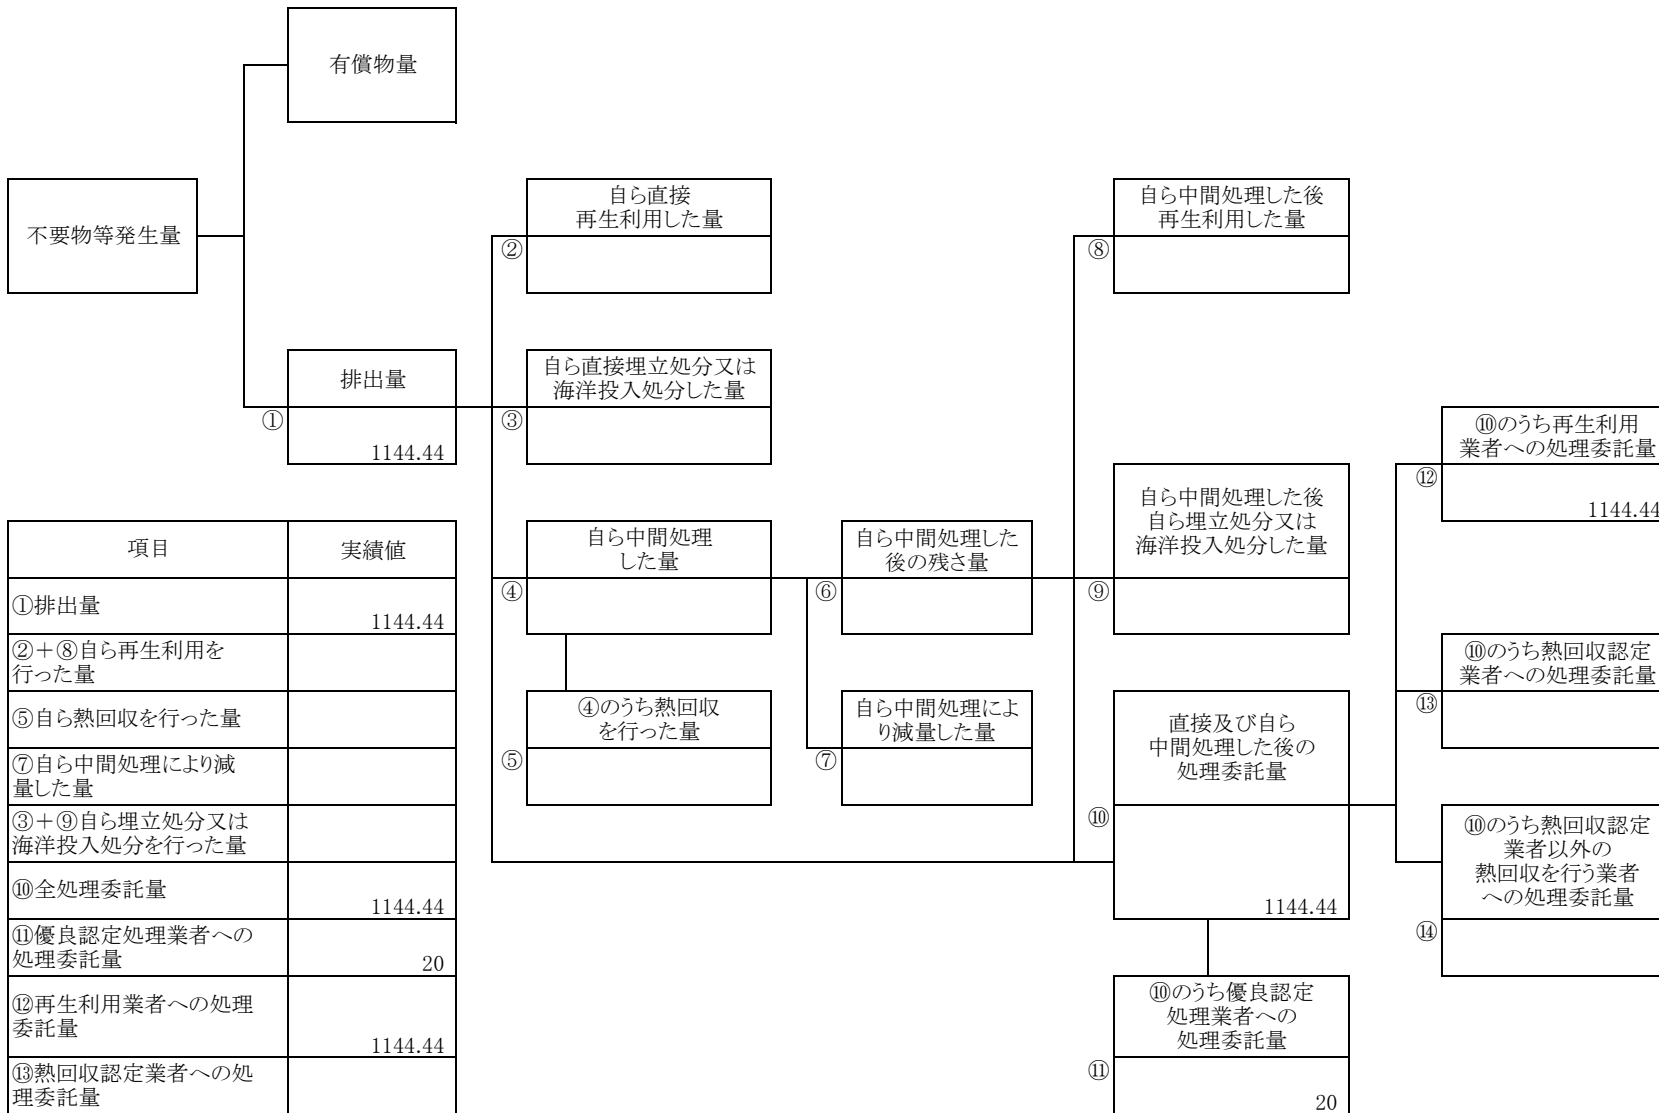 有償物量
不要物等発生量
自ら直接
再生利用した量
②
自ら中間処理した後
再生利用した量
⑧
排出量
①
1144.44
自ら直接埋立処分又は
海洋投入処分した量
③
⑩のうち再生利用
業者への処理委託量
⑫
1144.44
自ら中間処理
した量
④
自ら中間処理した
後の残さ量
⑥
自ら中間処理した後
自ら埋立処分又は
海洋投入処分した量
⑨
⑩のうち熱回収認定
業者への処理委託量
⑬
④のうち熱回収
を行った量
⑤
自ら中間処理によ
り減量した量
⑦
直接及び自ら
中間処理した後の
処理委託量
⑩
1144.44
⑩のうち熱回収認定
業者以外の
熱回収を行う業者
への処理委託量
⑭
⑩のうち優良認定
処理業者への
処理委託量
⑪
20
項目
実績値
①排出量
1144.44
②＋⑧自ら再生利用を
行った量
⑤自ら熱回収を行った量
⑦自ら中間処理により減
量した量
③＋⑨自ら埋立処分又は
海洋投入処分を行った量
⑩全処理委託量
1144.44
⑪優良認定処理業者への
処理委託量
20
⑫再生利用業者への処理
委託量
1144.44
⑬熱回収認定業者への処
理委託量